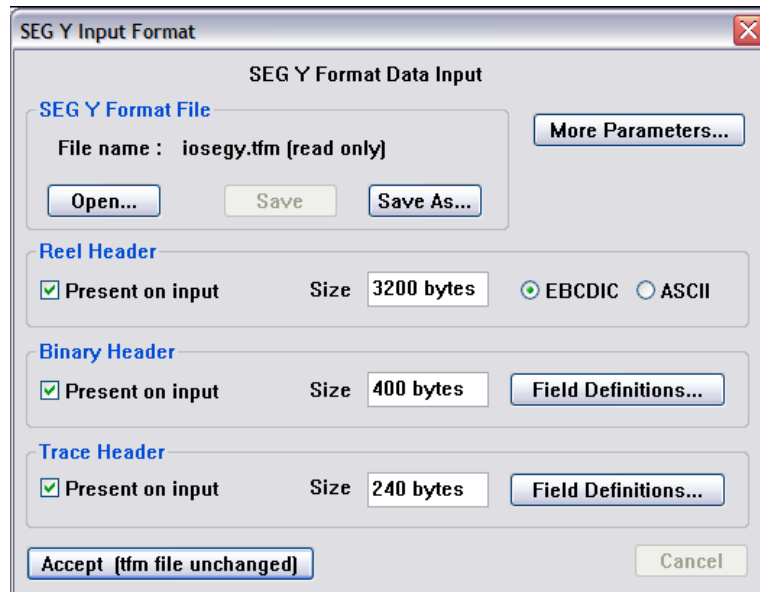 SEG Y Input Format
SEG Y Format Data Input
SEG Y Format File
File name : iosegy.tfm (read only)
More Parameters...
Open... Save Save As...
Reel Header
Present on input Size 3200 bytes EBCDIC ASCII
Binary Header
Present on input Size 400 bytes Field Definitions...
Trace Header
Present on input Size 240 bytes Field Definitions...
Accept (tfm file unchanged) Cancel